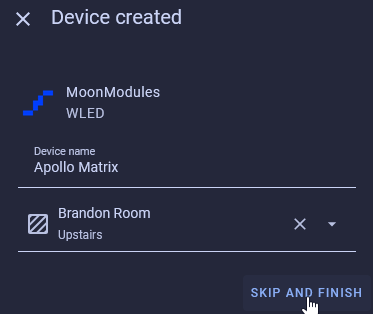 Device created
MoonModules
WLED
Device name
Apollo Matrix
Brandon Room
Upstairs
SKIP AND FINISH